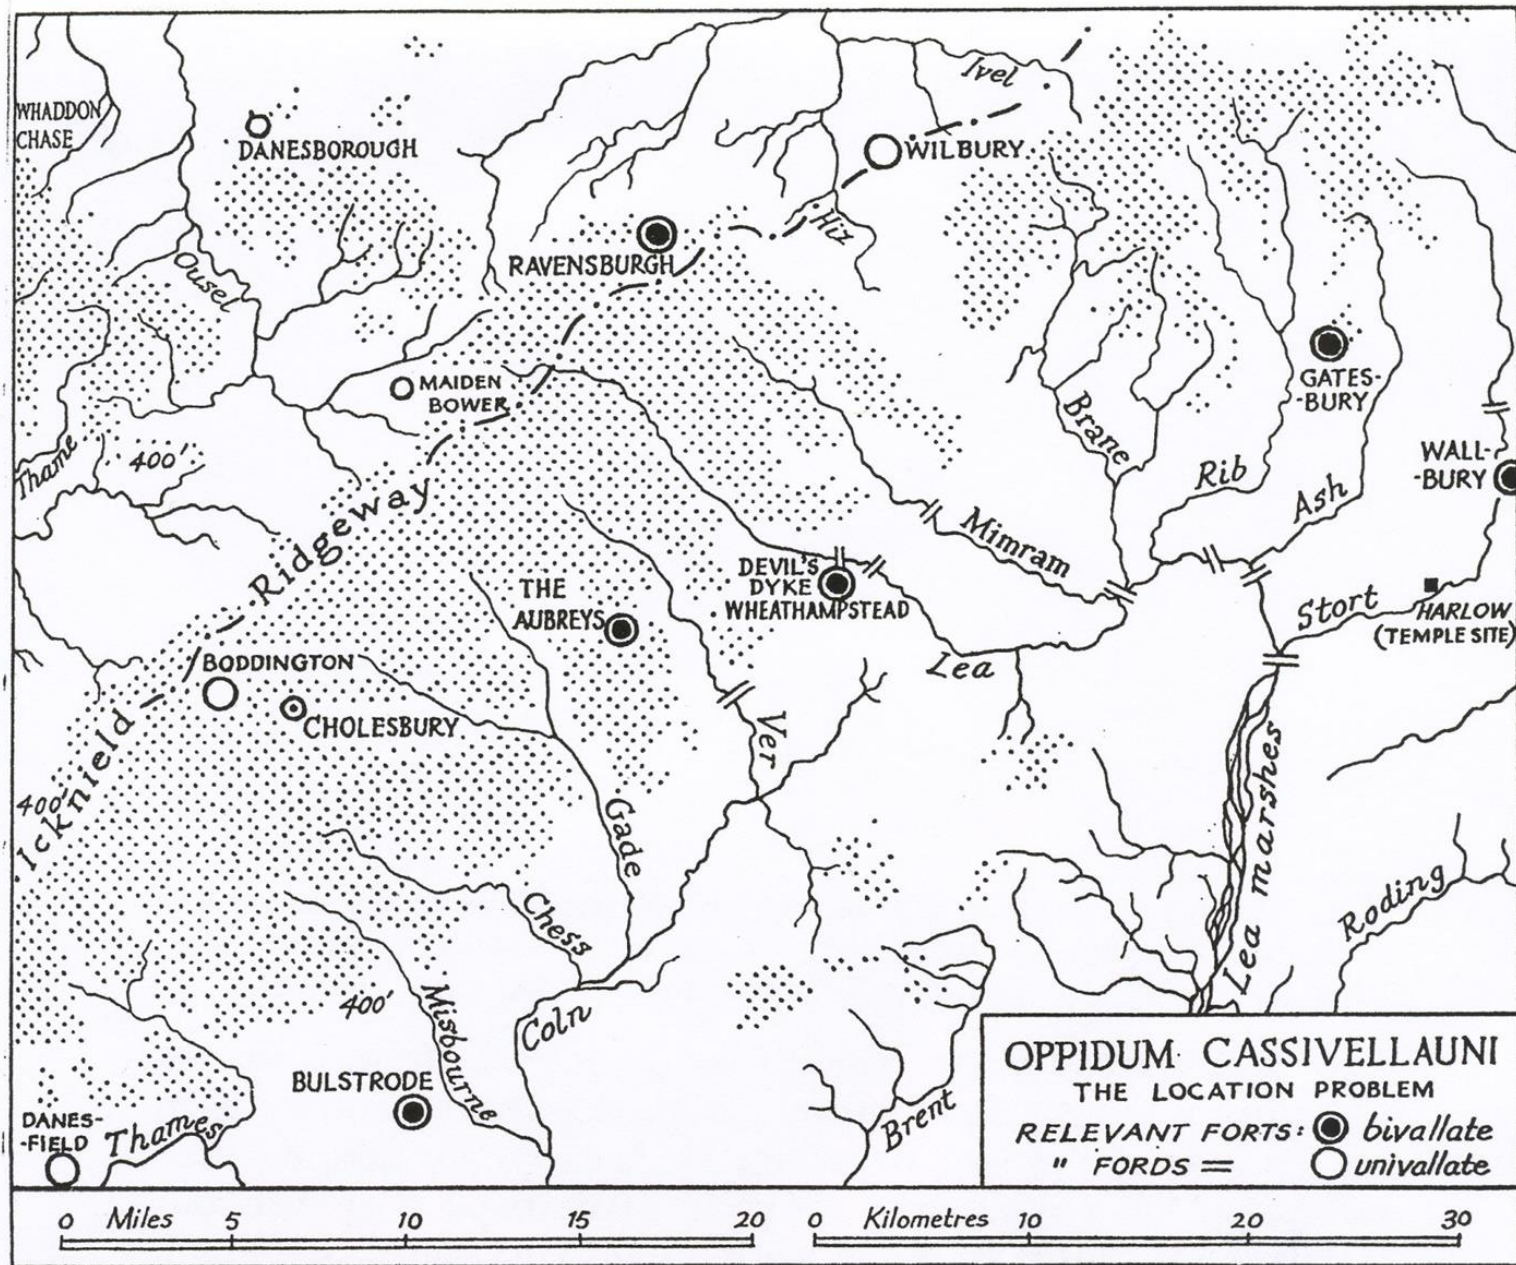 Ivel
WHADDON
CHASE
DANESBOROUGH
WILBURY
Hiz
Ousel
RAVENSBURGH
MAIDEN
BOWER
GATES-
-BURY
Brane
Thame
400'
Rib
Ash
WALL-
-BURY
Icknield Ridgeway
Mimram
DEVIL'S
DYKE
WHEATHAMPSTEAD
THE
AUBREYS
Stort
HARLOW
(TEMPLE SITE)
Lea
BODDINGTON
CHOLESBURY
Ver
400'
Gade
Lea marshes
Chess
Roding
400'
Misbourne
Coln
BULSTRODE
DANES-
-FIELD
Thames
Brent
OPPIDUM CASSIVELLAUNI
THE LOCATION PROBLEM
RELEVANT FORTS: bivallate
" FORDS = univallate
0 Miles 5 10 15 20 0 Kilometres 10 20 30